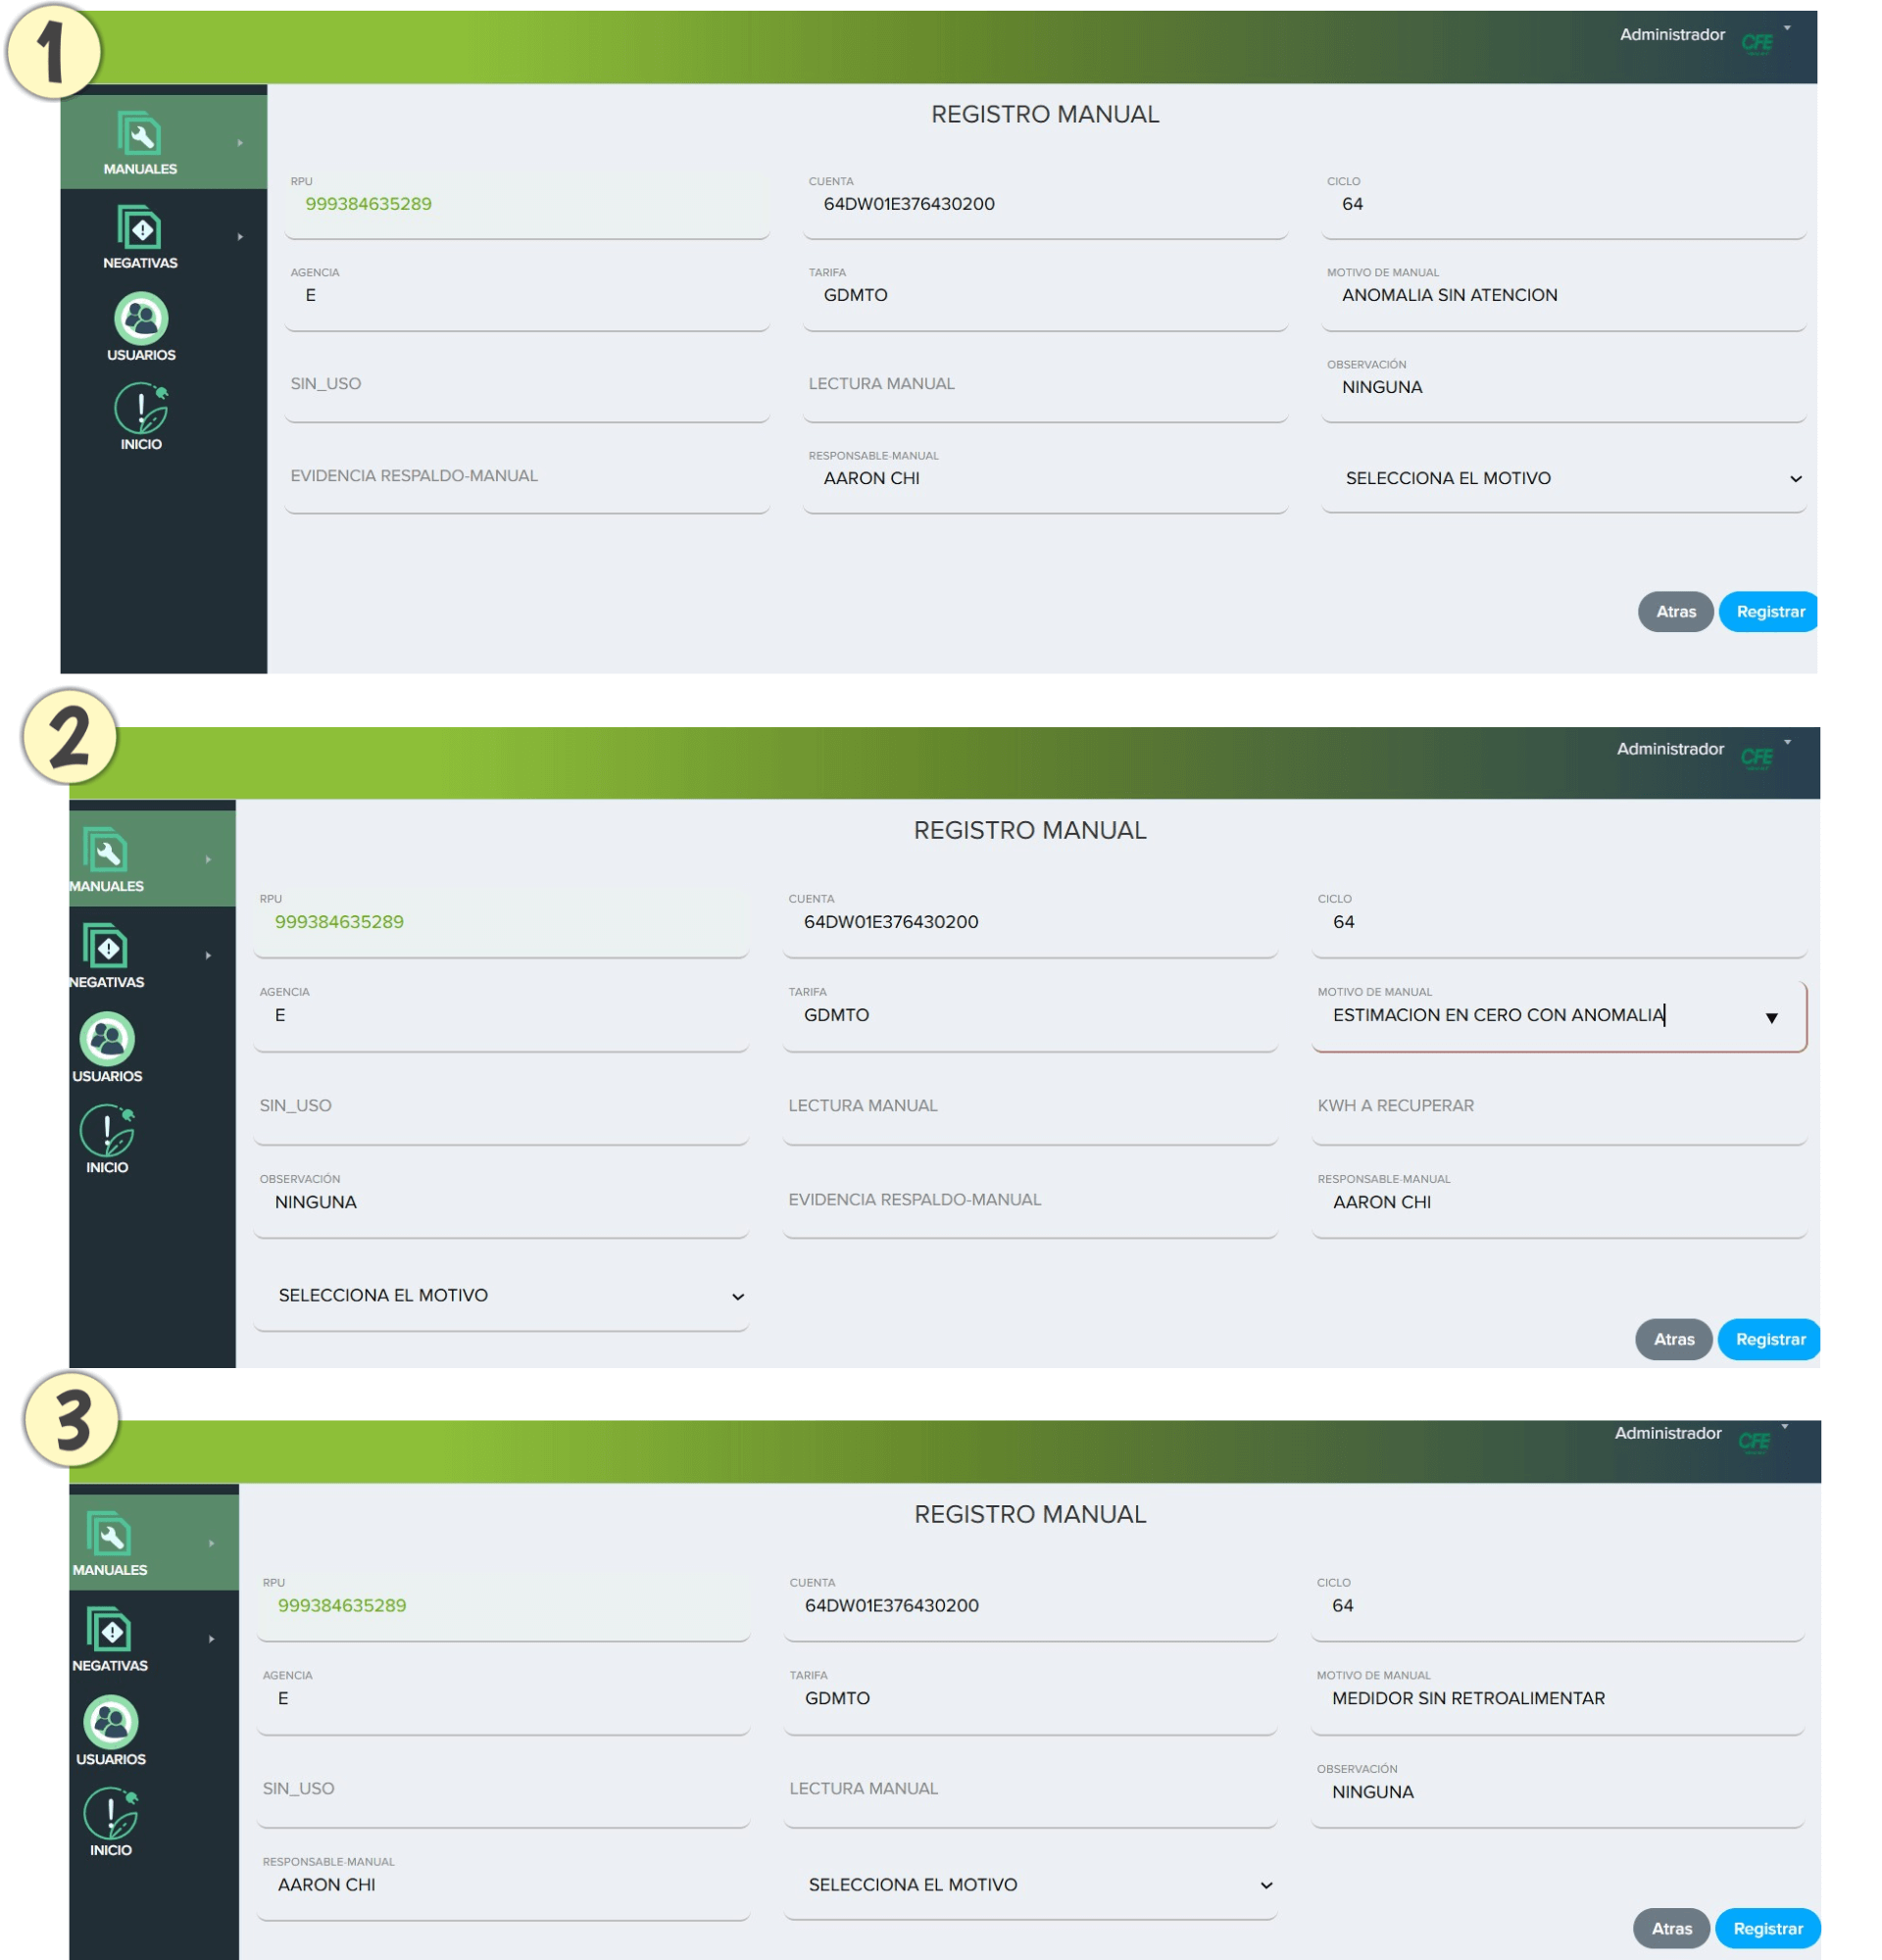 1
Administrador CFE
MANUALES
NEGATIVAS
USUARIOS
INICIO
REGISTRO MANUAL
RPU CUENTA CICLO
999384635289 64DW01E376430200 64
AGENCIA TARIFA MOTIVO DE MANUAL
E GDMTO ANOMALIA SIN ATENCION
SIN_USO LECTURA MANUAL OBSERVACIÓN
NINGUNA
EVIDENCIA RESPALDO-MANUAL RESPONSABLE-MANUAL
AARON CHI SELECCIONA EL MOTIVO
Atras Registrar
2
Administrador CFE
MANUALES
NEGATIVAS
USUARIOS
INICIO
REGISTRO MANUAL
RPU CUENTA CICLO
999384635289 64DW01E376430200 64
AGENCIA TARIFA MOTIVO DE MANUAL
E GDMTO ESTIMACION EN CERO CON ANOMALIA
SIN_USO LECTURA MANUAL KWH A RECUPERAR
OBSERVACIÓN EVIDENCIA RESPALDO-MANUAL RESPONSABLE-MANUAL
NINGUNA AARON CHI
SELECCIONA EL MOTIVO
Atras Registrar
3
Administrador CFE
MANUALES
NEGATIVAS
USUARIOS
INICIO
REGISTRO MANUAL
RPU CUENTA CICLO
999384635289 64DW01E376430200 64
AGENCIA TARIFA MOTIVO DE MANUAL
E GDMTO MEDIDOR SIN RETROALIMENTAR
SIN_USO LECTURA MANUAL OBSERVACIÓN
NINGUNA
RESPONSABLE-MANUAL
AARON CHI SELECCIONA EL MOTIVO
Atras Registrar